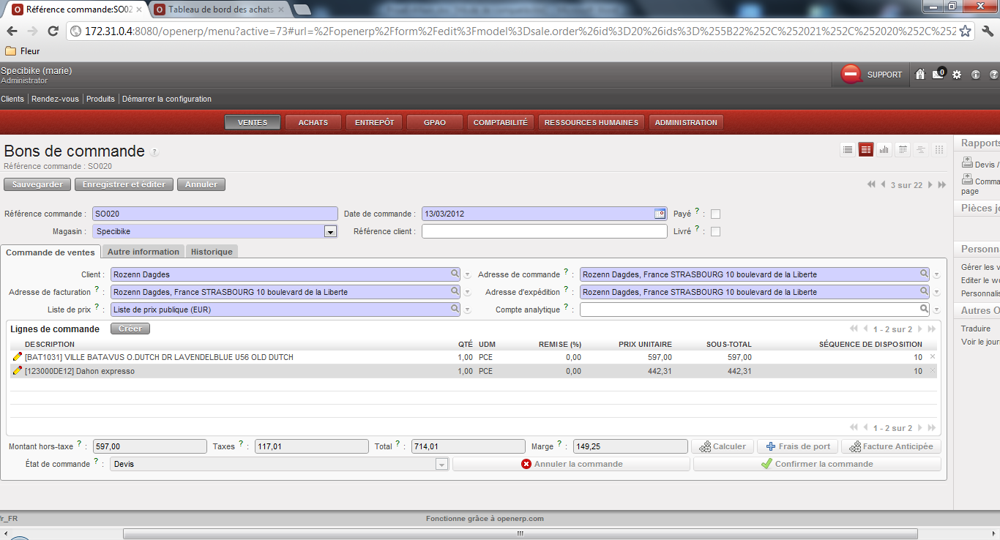 Référence commande:SO02
Tableau de bord des achats
172.31.0.4:8080/openerp/menu?active=73#url=%2Fopenerp%2Fform%2Fedit%3Fmodel%3Dsale.order%26id%3D20%26ids%3D%255B22%252C%252021%252C%252020%252C%252
Fleur
Specibike (marie)
Administrator
SUPPORT
0
Clients | Rendez-vous | Produits | Démarrer la configuration
VENTES ACHATS ENTREPÔT GPAO COMPTABILITÉ RESSOURCES HUMAINES ADMINISTRATION
Bons de commande ?
Référence commande : SO020
Sauvegarder Enregistrer et éditer Annuler
3 sur 22
Référence commande : SO020 Date de commande : 13/03/2012 Payé ? :
Magasin : Specibike Référence client : Livré ? :
Commande de ventes Autre information Historique
Client : Rozenn Dagdes Adresse de commande ? : Rozenn Dagdes, France STRASBOURG 10 boulevard de la Liberte
Adresse de facturation ? : Rozenn Dagdes, France STRASBOURG 10 boulevard de la Liberte Adresse d'expédition ? : Rozenn Dagdes, France STRASBOURG 10 boulevard de la Liberte
Liste de prix ? : Liste de prix publique (EUR) Compte analytique ? :
Lignes de commande Créer 1 - 2 sur 2
DESCRIPTION QTÉ UDM REMISE (%) PRIX UNITAIRE SOUS-TOTAL SÉQUENCE DE DISPOSITION
[BAT1031] VILLE BATAVUS O.DUTCH DR LAVENDELBLUE U56 OLD DUTCH 1,00 PCE 0,00 597,00 597,00 10
[123000DE12] Dahon expresso 1,00 PCE 0,00 442,31 442,31 10
1 - 2 sur 2
Montant hors-taxe ? : 597,00 Taxes ? : 117,01 Total ? : 714,01 Marge ? : 149,25 Calculer Frais de port Facture Anticipée
État de commande ? : Devis Annuler la commande Confirmer la commande
Rapports
Devis /
Comma
page
Pièces jo
Personna
Gérer les v
Editer le wo
Personnalis
Autres O
Traduire
Voir le jour
fr_FR
Fonctionne grâce à openerp.com